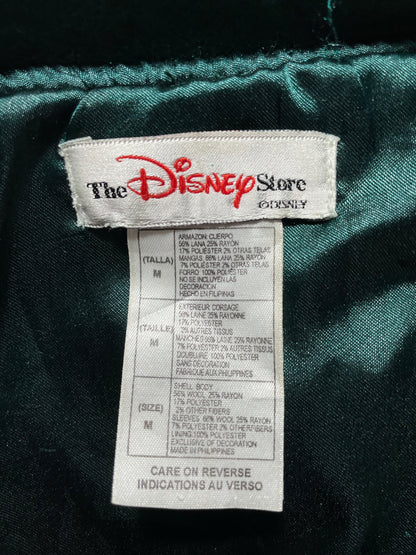 The Disney Store
©DISNEY
(TALLA)
M
ARMAZON: CUERPO
56% LANA 25% RAYON
17% POLIÉSTER 2% OTRAS TELAS
MANGAS: 66% LANA 25% RAYON
7% POLIÉSTER 2% OTRAS TELAS
FORRO: 100% POLIÉSTER
NO SE INCLUYEN LAS
DECORACION
HECHO EN FILIPINAS
(TAILLE)
M
EXTERIEUR CORSAGE
56% LAINE 25% RAYONNE
17% POLYESTER
2% AUTRES TISSUS
MANCHES 66% LAINE 25% RAYONNE
7% POLYESTER 2% AUTRES TISSUS
DOUBLURE: 100% POLYESTER
SANS DÉCORATION
FABRIQUE AUX PHILIPPINES
(SIZE)
M
SHELL: BODY
56% WOOL 25% RAYON
17% POLYESTER
2% OTHER FIBERS
SLEEVES: 66% WOOL 25% RAYON
7% POLYESTER 2% OTHER FIBERS
LINING:100% POLYESTER
EXCLUSIVE OF DECORATION
MADE IN PHILIPPINES
CARE ON REVERSE
INDICATIONS AU VERSO